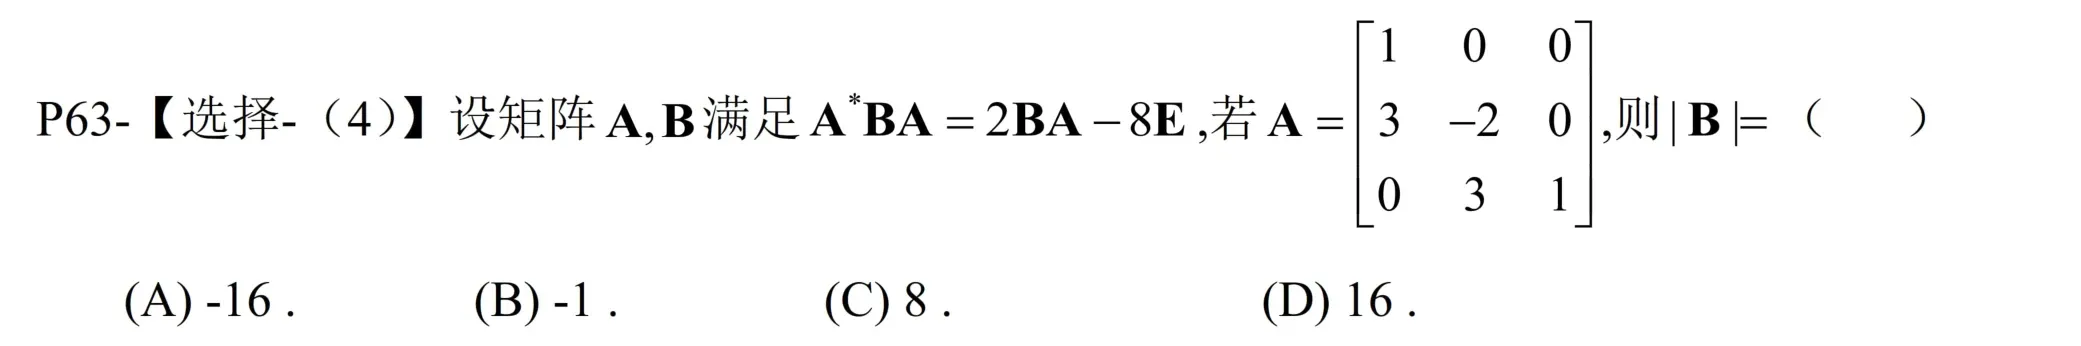 P63-【选择-（4）】设矩阵 A,B 满足 A*BA = 2BA − 8E ,若 A = [1 0 0; 3 −2 0; 0 3 1] ,则| B |= （ ）
(A) -16 . (B) -1 . (C) 8 . (D) 16 .